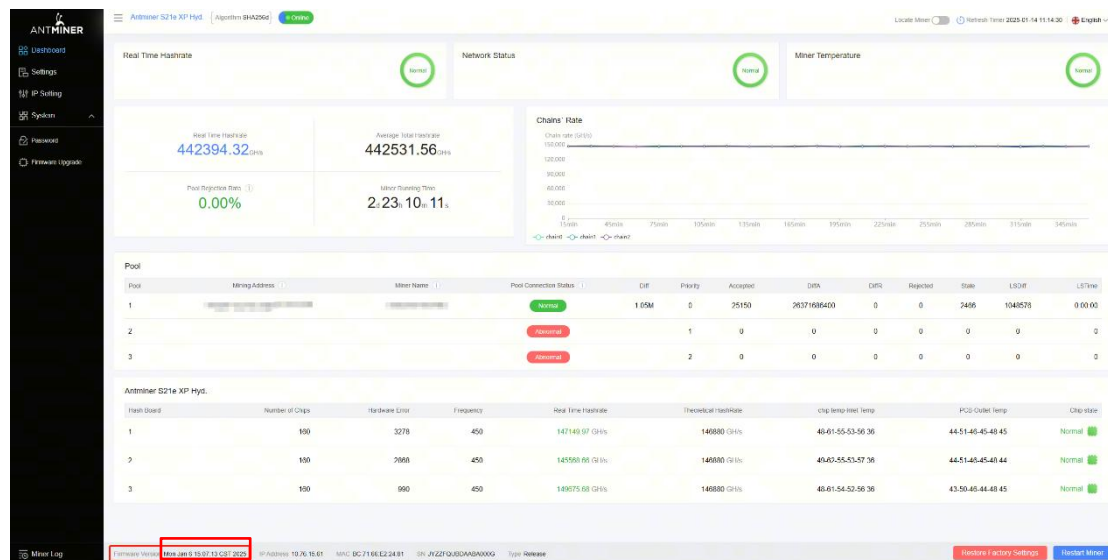 ANTMINER
Antminer S21e XP Hyd.
Algorithm SHA256d
Online
Locate Miner
Refresh Timer 2025-01-14 11:14:30
English
Dashboard
Settings
IP Setting
System
Password
Firmware Upgrade
Miner Log
Real Time Hashrate
Normal
Network Status
Normal
Miner Temperature
Normal
Real Time Hashrate
442394.32 GH/s
Average Total Hashrate
442531.56 GH/s
Pool Rejection Rate
0.00%
Miner Running Time
2d 23h 10m 11s
Chains` Rate
Chain rate (GH/s)
150,000
120,000
90,000
60,000
30,000
0
15min 45min 75min 105min 135min 165min 195min 225min 255min 285min 315min 345min
chain0 chain1 chain2
Pool
Pool Mining Address Miner Name Pool Connection Status Diff Priority Accepted DiffA DiffR Rejected Stale LSDiff LSTime
1 Normal 1.05M 0 25150 26371686400 0 0 2466 1048576 0:00:00
2 Abnormal 1 0 0 0 0 0 0 0
3 Abnormal 2 0 0 0 0 0 0 0
Antminer S21e XP Hyd.
Hash Board Number of Chips Hardware Error Frequency Real Time Hashrate Theoretical HashRate chip temp-Inlet Temp PCB-Outlet Temp Chip state
1 160 3278 450 147149.97 GH/s 146880 GH/s 48-61-55-53-56 36 44-51-46-45-48 45 Normal
2 160 2868 450 145568.66 GH/s 146880 GH/s 49-62-55-53-57 36 44-51-46-45-48 44 Normal
3 160 990 450 149675.68 GH/s 146880 GH/s 48-61-54-52-56 36 43-50-46-44-48 45 Normal
Firmware Version Mon Jan 6 15:07:13 CST 2025 IP Address 10.76.15.61 MAC BC:71:66:E2:24:81 SN JYZZFQUBDAABA000G Type Release
Restore Factory Settings
Restart Miner